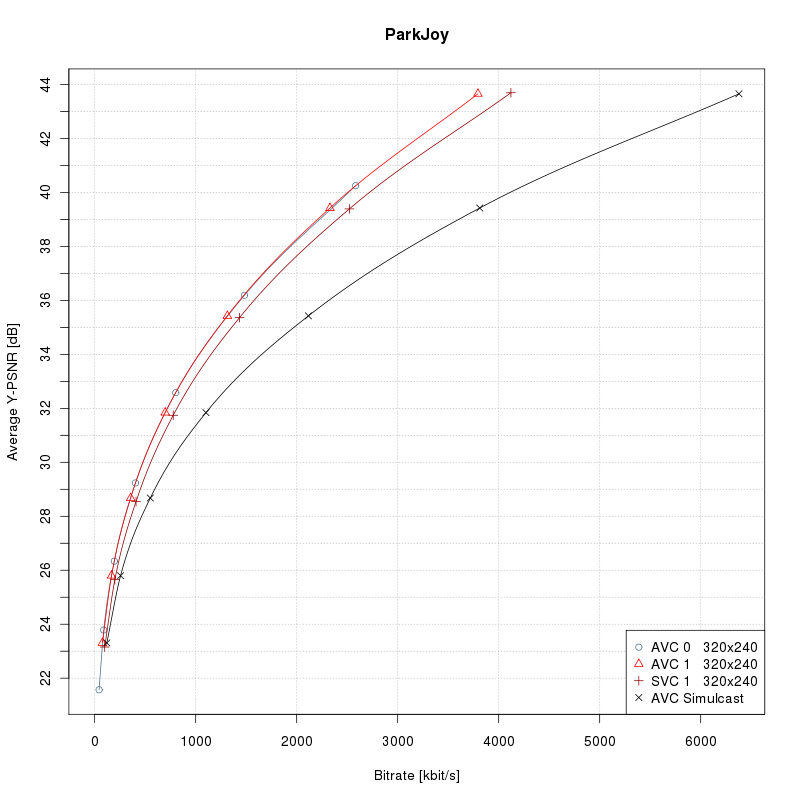 ParkJoy
Average Y-PSNR [dB]
44
42
40
38
36
34
32
30
28
26
24
22
AVC 0 320x240
AVC 1 320x240
SVC 1 320x240
AVC Simulcast
0 1000 2000 3000 4000 5000 6000
Bitrate [kbit/s]